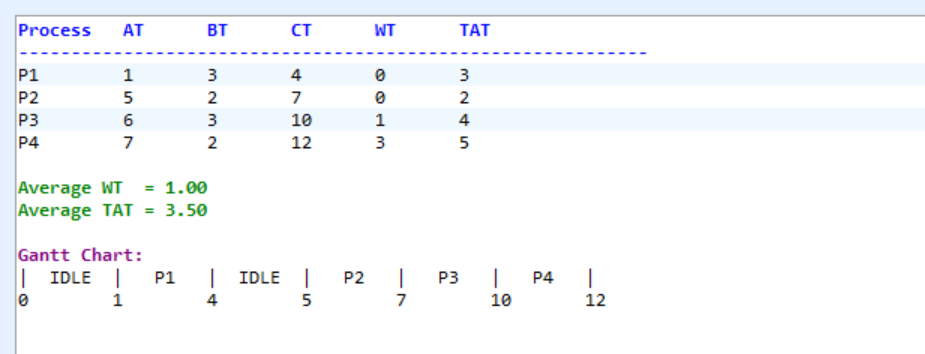 Process AT BT CT WT TAT
------------------------------------------------------------
P1 1 3 4 0 3
P2 5 2 7 0 2
P3 6 3 10 1 4
P4 7 2 12 3 5
Average WT  = 1.00
Average TAT = 3.50
Gantt Chart:
|  IDLE  |   P1   |  IDLE  |   P2   |   P3   |   P4   |
0        1        4        5        7        10       12